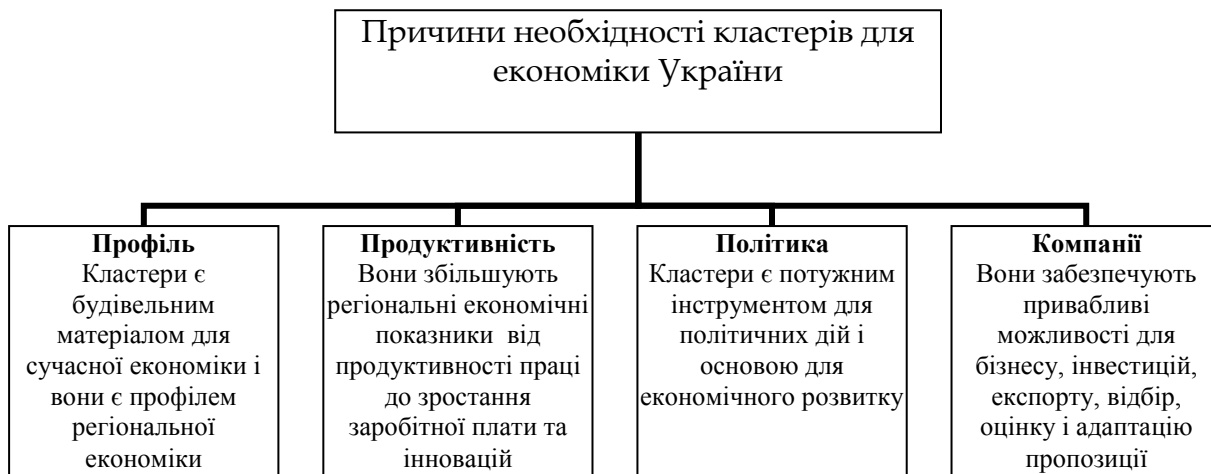 Причини необхідності кластерів для
економіки України
Профіль
Кластери є
будівельним
матеріалом для
сучасної економіки і
вони є профілем
регіональної
економіки
Продуктивність
Вони збільшують
регіональні економічні
показники від
продуктивності праці
до зростання
заробітної плати та
інновацій
Політика
Кластери є потужним
інструментом для
політичних дій і
основою для
економічного розвитку
Компанії
Вони забезпечують
привабливі
можливості для
бізнесу, інвестицій,
експорту, відбір,
оцінку і адаптацію
пропозиції